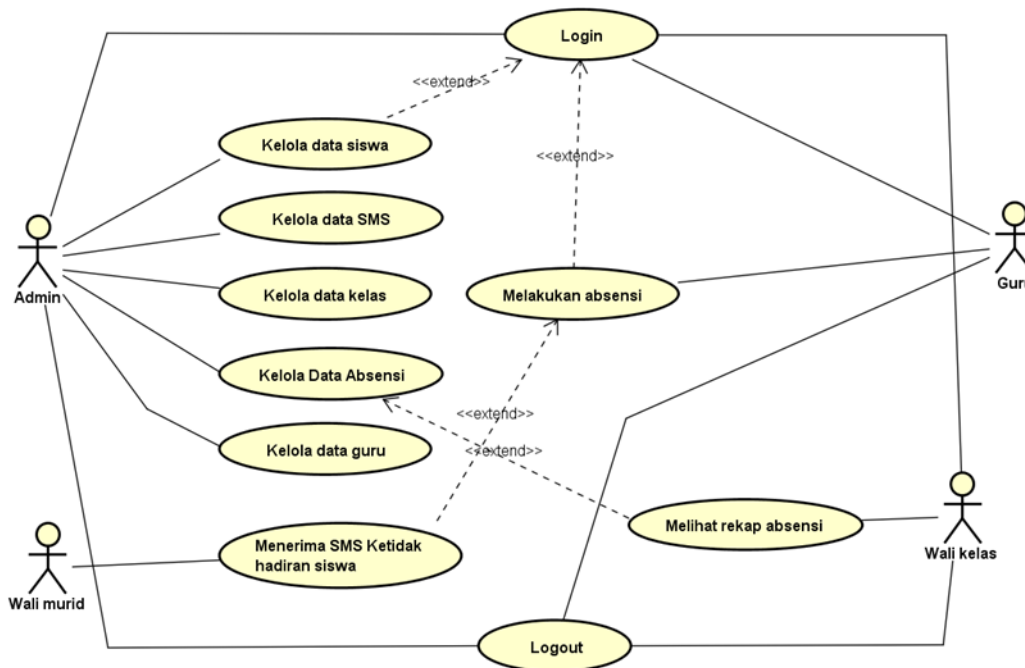 Login
<<extend>>
Kelola data siswa
<<extend>>
Kelola data SMS
Admin
Guru
Kelola data kelas
Melakukan absensi
Kelola Data Absensi
<<extend>>
Kelola data guru
<<extend>>
Melihat rekap absensi
Wali kelas
Menerima SMS Ketidak
hadiran siswa
Wali murid
Logout